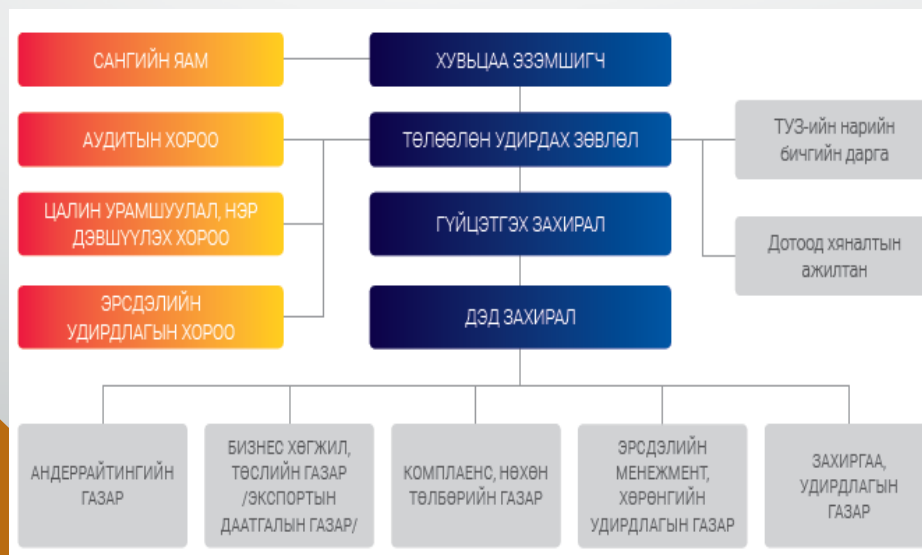 САНГИЙН ЯАМ
ХУВЬЦАА ЭЗЭМШИГЧ
АУДИТЫН ХОРОО
ТӨЛӨӨЛӨН УДИРДАХ ЗӨВЛӨЛ
ТУЗ-ийн нарийн
бичгийн дарга
ЦАЛИН УРАМШУУЛАЛ, НЭР
ДЭВШҮҮЛЭХ ХОРОО
ГҮЙЦЭТГЭХ ЗАХИРАЛ
Дотоод хяналтын
ажилтан
ЭРСДЭЛИЙН
УДИРДЛАГЫН ХОРОО
ДЭД ЗАХИРАЛ
АНДЕРРАЙТИНГИЙН
ГАЗАР
БИЗНЕС ХӨГЖИЛ,
ТӨСЛИЙН ГАЗАР
/ЭКСПОРТЫН
ДААТГАЛЫН ГАЗАР/
КОМПЛАЕНС, НӨХӨН
ТӨЛБӨРИЙН ГАЗАР
ЭРСДЭЛИЙН
МЕНЕЖМЕНТ,
ХӨРӨНГИЙН
УДИРДЛАГЫН ГАЗАР
ЗАХИРГАА,
УДИРДЛАГЫН
ГАЗАР